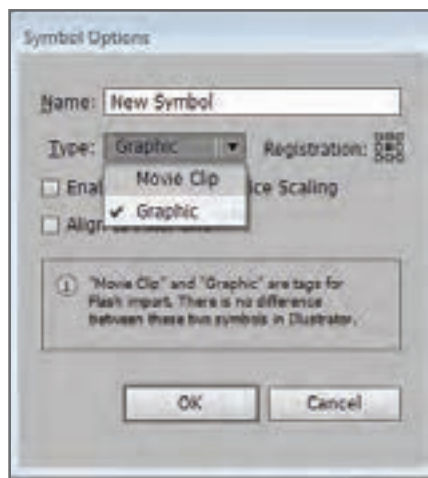 Symbol Options
Name: New Symbol
Type: Graphic Registration:
Movie Clip
Graphic
Enable ice Scaling
Align
"Movie Clip" and "Graphic" are tags for
Flash import. There is no difference
between these two symbols in Illustrator.
OK Cancel